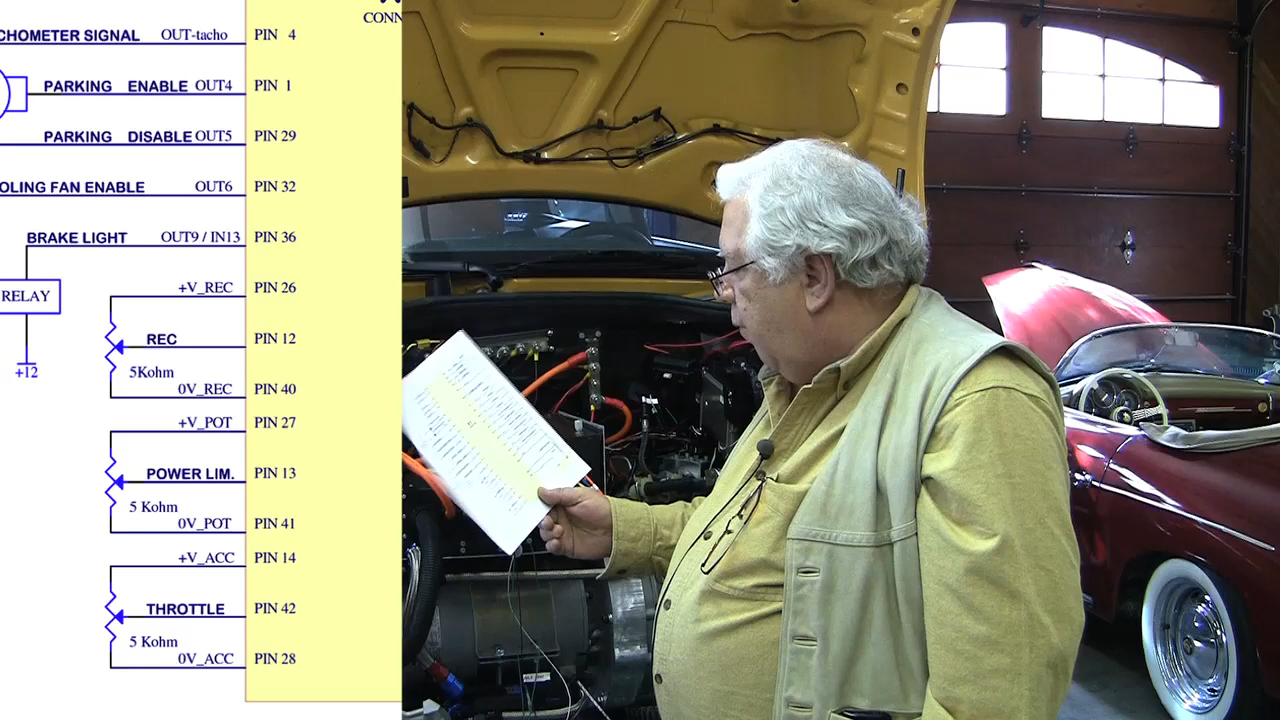 CONN
CHOMETER SIGNAL OUT-tacho PIN 4
PARKING ENABLE OUT4 PIN 1
PARKING DISABLE OUT5 PIN 29
OLING FAN ENABLE OUT6 PIN 32
BRAKE LIGHT OUT9 / IN13 PIN 36
+V_REC PIN 26
RELAY
REC PIN 12
+12
5Kohm
0V_REC PIN 40
+V_POT PIN 27
POWER LIM. PIN 13
5 Kohm
0V_POT PIN 41
+V_ACC PIN 14
THROTTLE PIN 42
5 Kohm
0V_ACC PIN 28